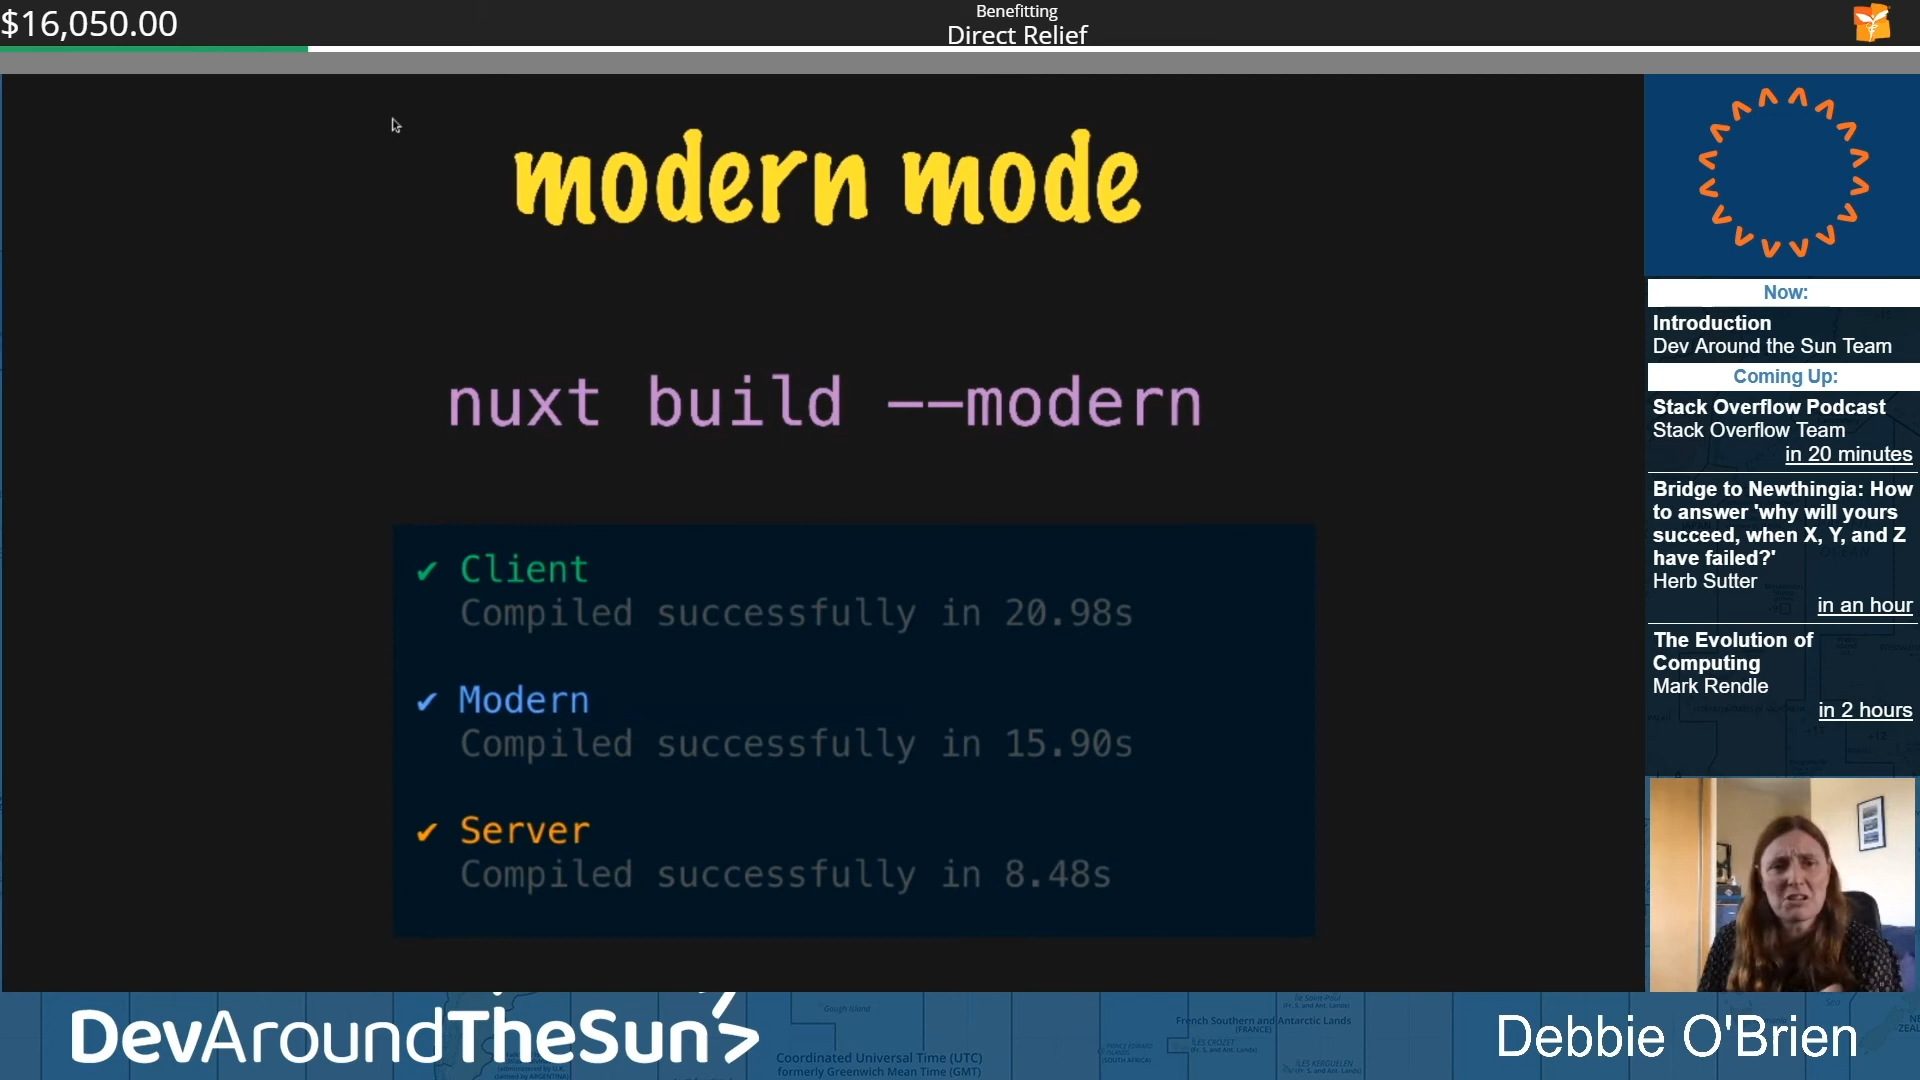 $16,050.00
Benefitting
Direct Relief
modern mode
nuxt build --modern
✔ Client
Compiled successfully in 20.98s
✔ Modern
Compiled successfully in 15.90s
✔ Server
Compiled successfully in 8.48s
Now:
Introduction
Dev Around the Sun Team
Coming Up:
Stack Overflow Podcast
Stack Overflow Team
in 20 minutes
Bridge to Newthingia: How
to answer 'why will yours
succeed, when X, Y, and Z
have failed?'
Herb Sutter
in an hour
The Evolution of
Computing
Mark Rendle
in 2 hours
DevAroundTheSun
Gough Island
Coordinated Universal Time (UTC)
formerly Greenwich Mean Time (GMT)
French Southern and Antarctic Lands
(FRANCE)
Debbie O'Brien